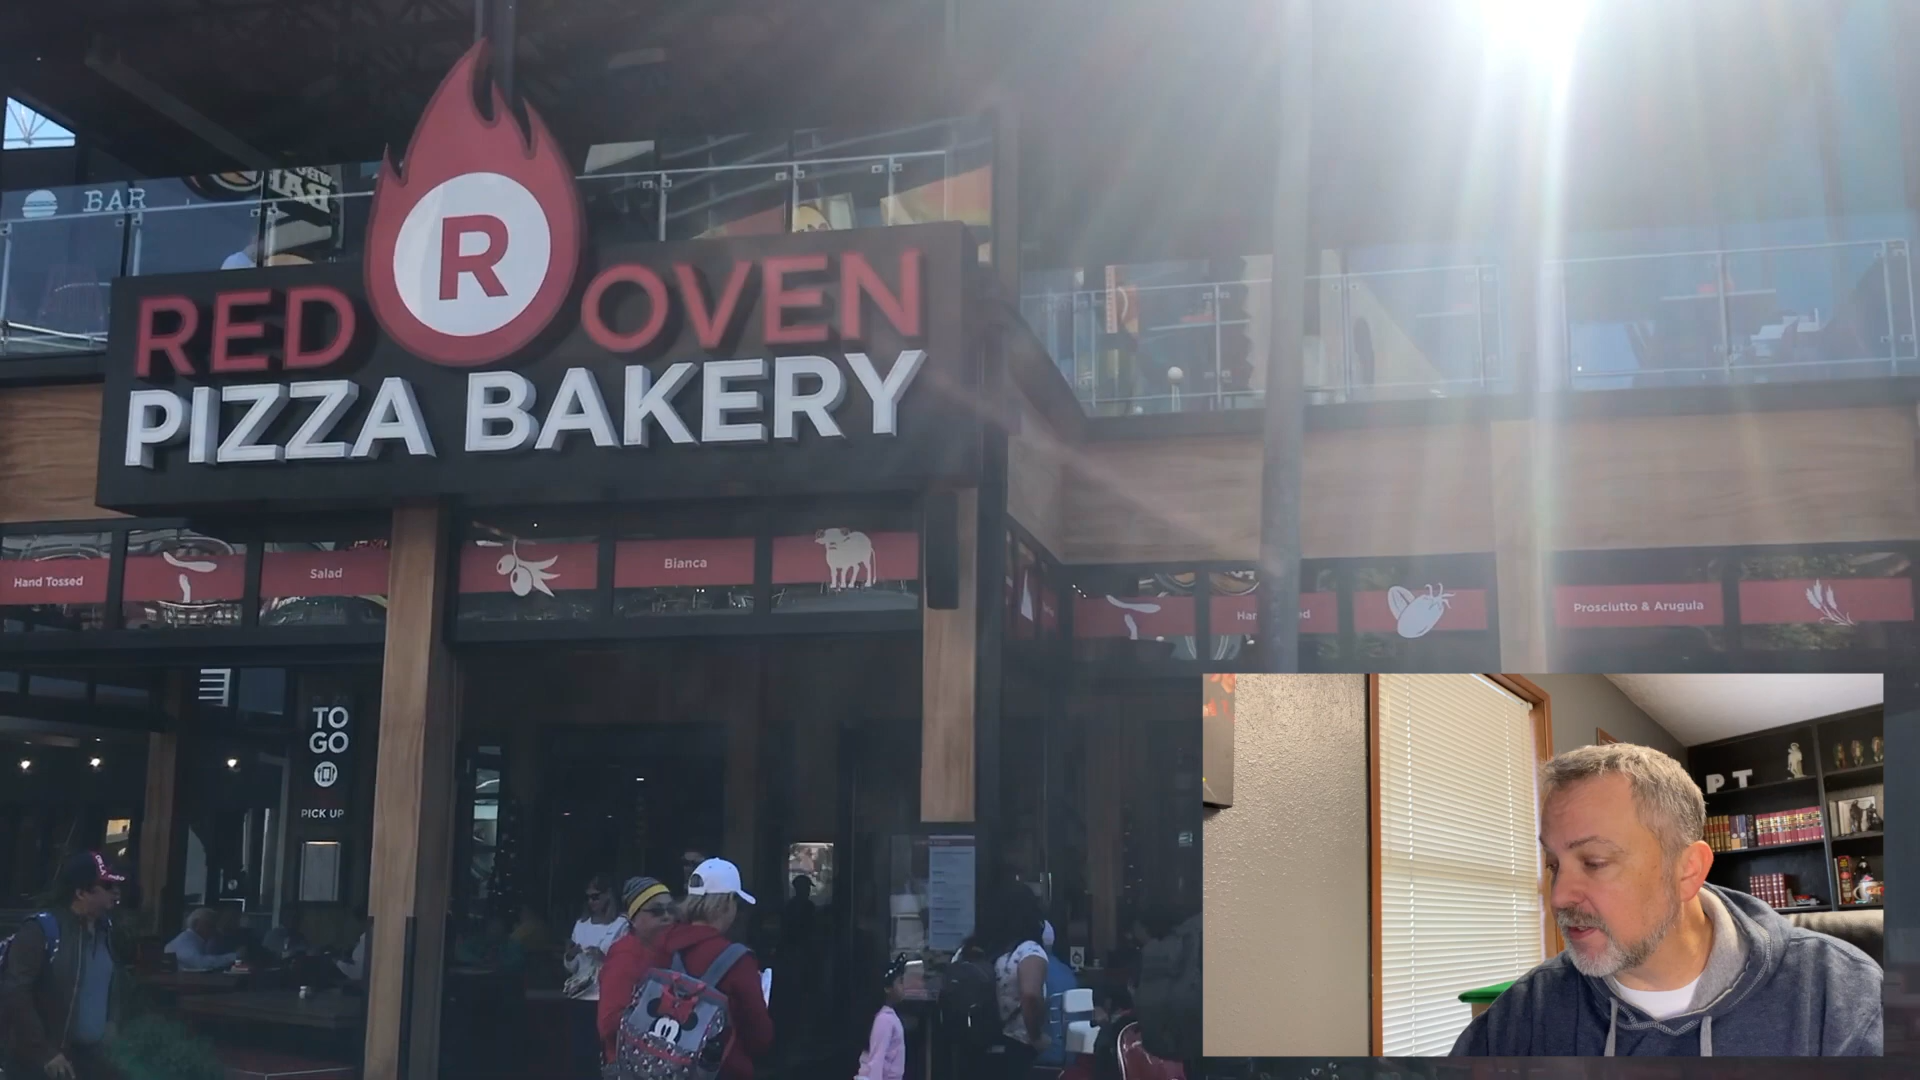 BAR
R
RED OVEN
PIZZA BAKERY
Hand Tossed
Salad
Bianca
Prosciutto & Arugula
TO
GO
PICK UP
PT